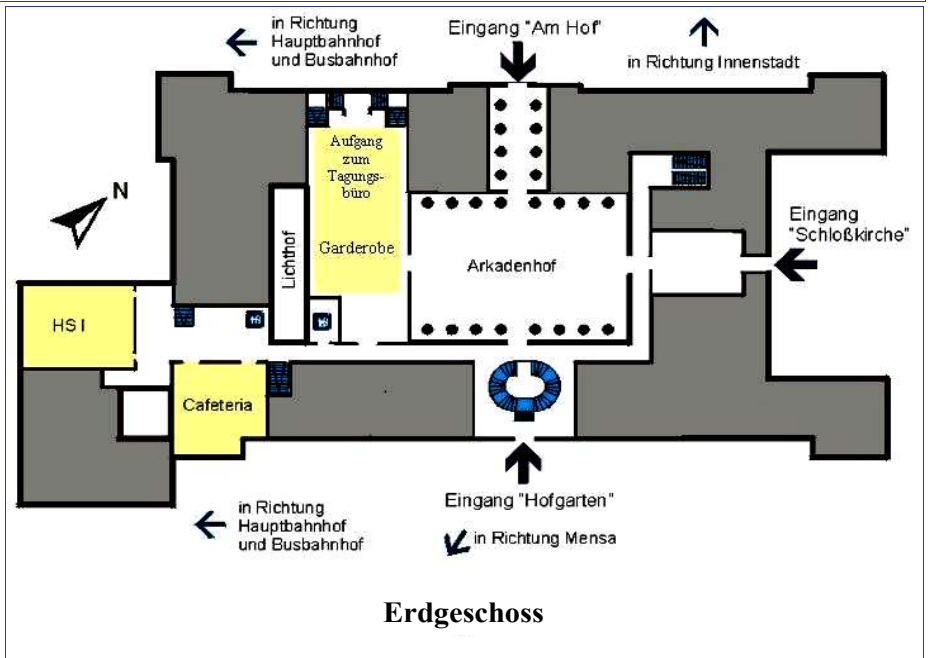 in Richtung
Hauptbahnhof
und Busbahnhof
Eingang "Am Hof"
in Richtung Innenstadt
Aufgang
zum
Tagungs-
büro
N
Eingang
"Schloßkirche"
Garderobe
Lichthof
Arkadenhof
HS I
Cafeteria
Eingang "Hofgarten"
in Richtung
Hauptbahnhof
und Busbahnhof
in Richtung Mensa
Erdgeschoss